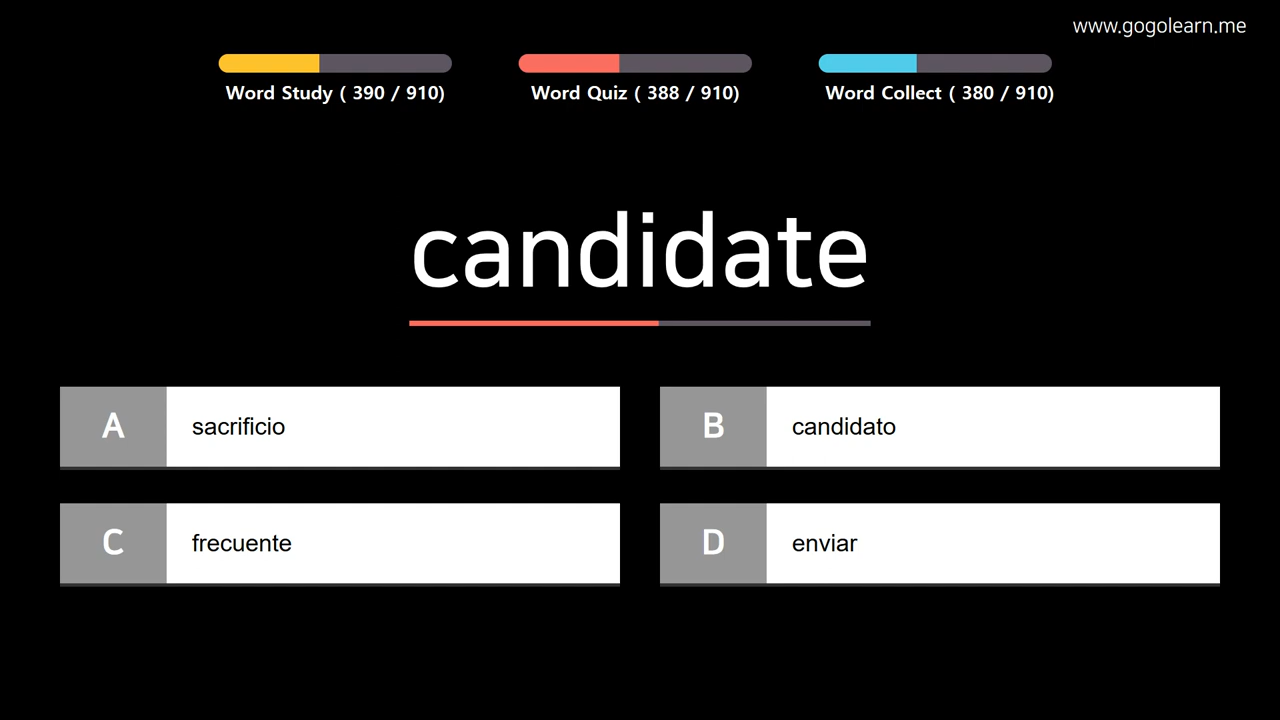 www.gogolearn.me
Word Study ( 390 / 910)
Word Quiz ( 388 / 910)
Word Collect ( 380 / 910)
candidate
A sacrificio
B candidato
C frecuente
D enviar